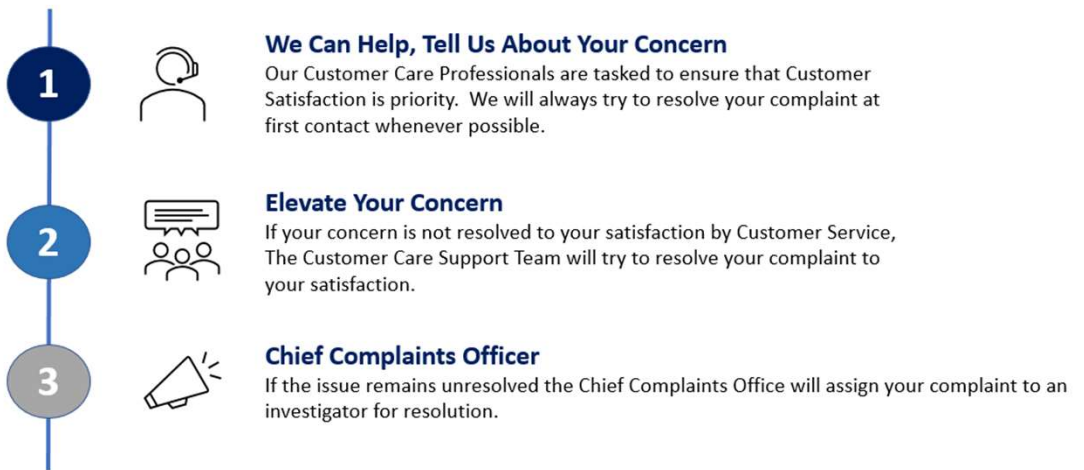 1
We Can Help, Tell Us About Your Concern
Our Customer Care Professionals are tasked to ensure that Customer
Satisfaction is priority.  We will always try to resolve your complaint at
first contact whenever possible.
2
Elevate Your Concern
If your concern is not resolved to your satisfaction by Customer Service,
The Customer Care Support Team will try to resolve your complaint to
your satisfaction.
3
Chief Complaints Officer
If the issue remains unresolved the Chief Complaints Office will assign your complaint to an
investigator for resolution.